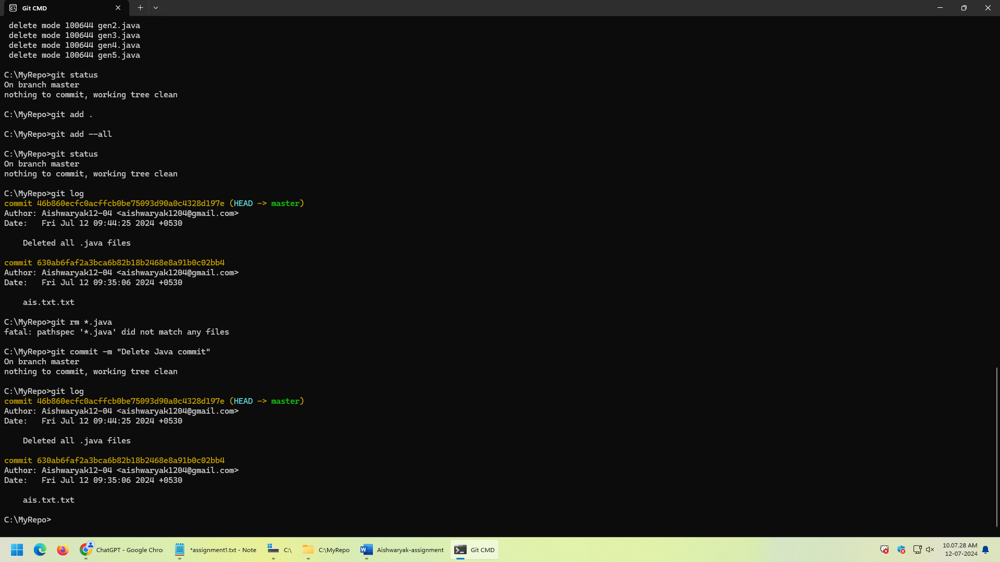 Git CMD
delete mode 100644 gen2.java
delete mode 100644 gen3.java
delete mode 100644 gen4.java
delete mode 100644 gen5.java
C:\MyRepo>git status
On branch master
nothing to commit, working tree clean
C:\MyRepo>git add .
C:\MyRepo>git add --all
C:\MyRepo>git status
On branch master
nothing to commit, working tree clean
C:\MyRepo>git log
commit 46b860ecfc0acffcb0be75093d90a0c4328d197e (HEAD -> master)
Author: Aishwaryak12-04 <aishwaryak1204@gmail.com>
Date:   Fri Jul 12 09:44:25 2024 +0530
Deleted all .java files
commit 630ab6faf2a3bca6b82b18b2468e8a91b0c02bb4
Author: Aishwaryak12-04 <aishwaryak1204@gmail.com>
Date:   Fri Jul 12 09:35:06 2024 +0530
ais.txt.txt
C:\MyRepo>git rm *.java
fatal: pathspec '*.java' did not match any files
C:\MyRepo>git commit -m "Delete Java commit"
On branch master
nothing to commit, working tree clean
C:\MyRepo>git log
commit 46b860ecfc0acffcb0be75093d90a0c4328d197e (HEAD -> master)
Author: Aishwaryak12-04 <aishwaryak1204@gmail.com>
Date:   Fri Jul 12 09:44:25 2024 +0530
Deleted all .java files
commit 630ab6faf2a3bca6b82b18b2468e8a91b0c02bb4
Author: Aishwaryak12-04 <aishwaryak1204@gmail.com>
Date:   Fri Jul 12 09:35:06 2024 +0530
ais.txt.txt
C:\MyRepo>
ChatGPT - Google Chro *assignment1.txt - Note C:\ C:\MyRepo Aishwaryak-assignment Git CMD 10.07.28 AM
12-07-2024